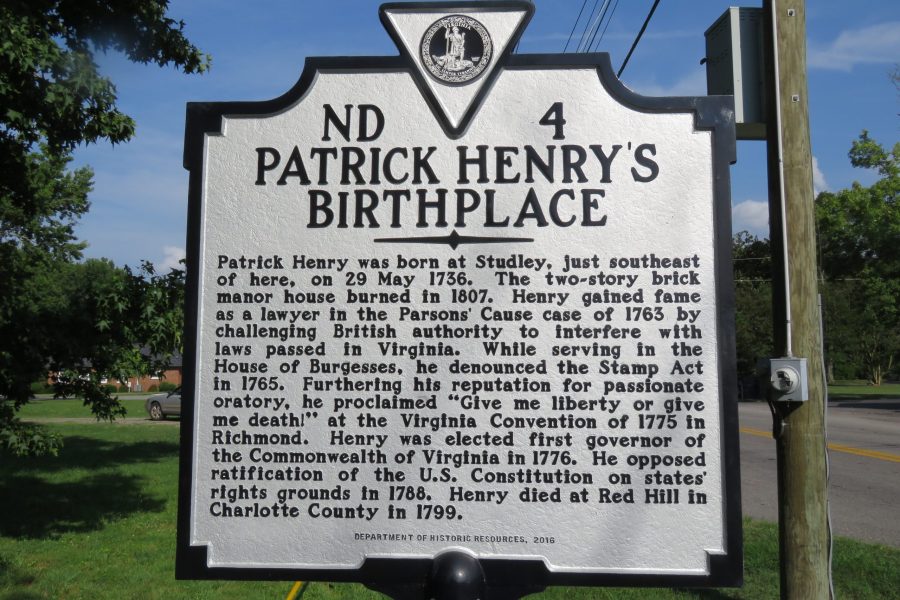 VIRGINIA
ND 4
PATRICK HENRY'S
BIRTHPLACE
Patrick Henry was born at Studley, just southeast
of here, on 29 May 1736. The two-story brick
manor house burned in 1807. Henry gained fame
as a lawyer in the Parsons' Cause case of 1763 by
challenging British authority to interfere with
laws passed in Virginia. While serving in the
House of Burgesses, he denounced the Stamp Act
in 1765. Furthering his reputation for passionate
oratory, he proclaimed "Give me liberty or give
me death!" at the Virginia Convention of 1775 in
Richmond. Henry was elected first governor of
the Commonwealth of Virginia in 1776. He opposed
ratification of the U.S. Constitution on states'
rights grounds in 1788. Henry died at Red Hill in
Charlotte County in 1799.
DEPARTMENT OF HISTORIC RESOURCES, 2016